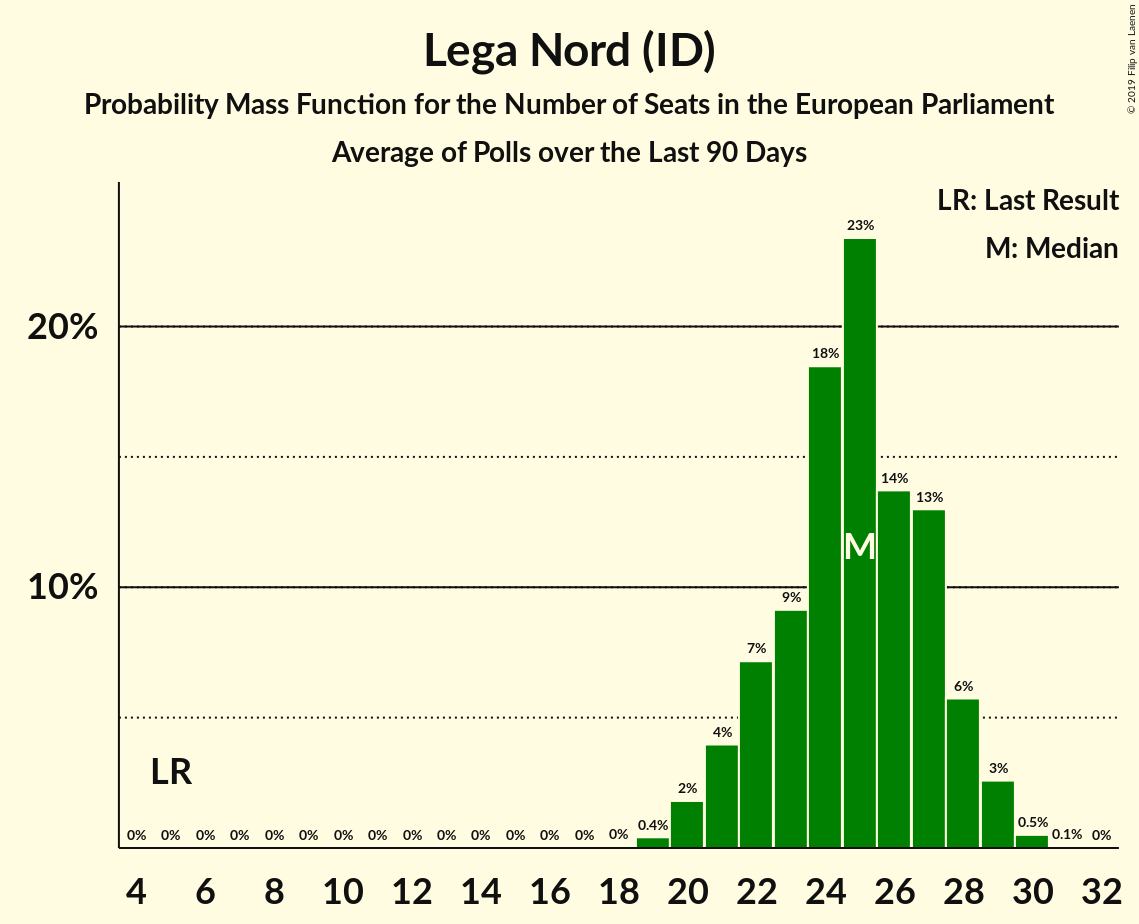 Lega Nord (ID)
Probability Mass Function for the Number of Seats in the European Parliament
Average of Polls over the Last 90 Days
© 2019 Filip van Laenen
LR: Last Result
M: Median
20%
10%
0% 0% 0% 0% 0% 0% 0% 0% 0% 0% 0% 0% 0% 0% 0% 0.4% 2% 4% 7% 9% 18% 23% 14% 13% 6% 3% 0.5% 0.1% 0%
M
LR
4 6 8 10 12 14 16 18 20 22 24 26 28 30 32